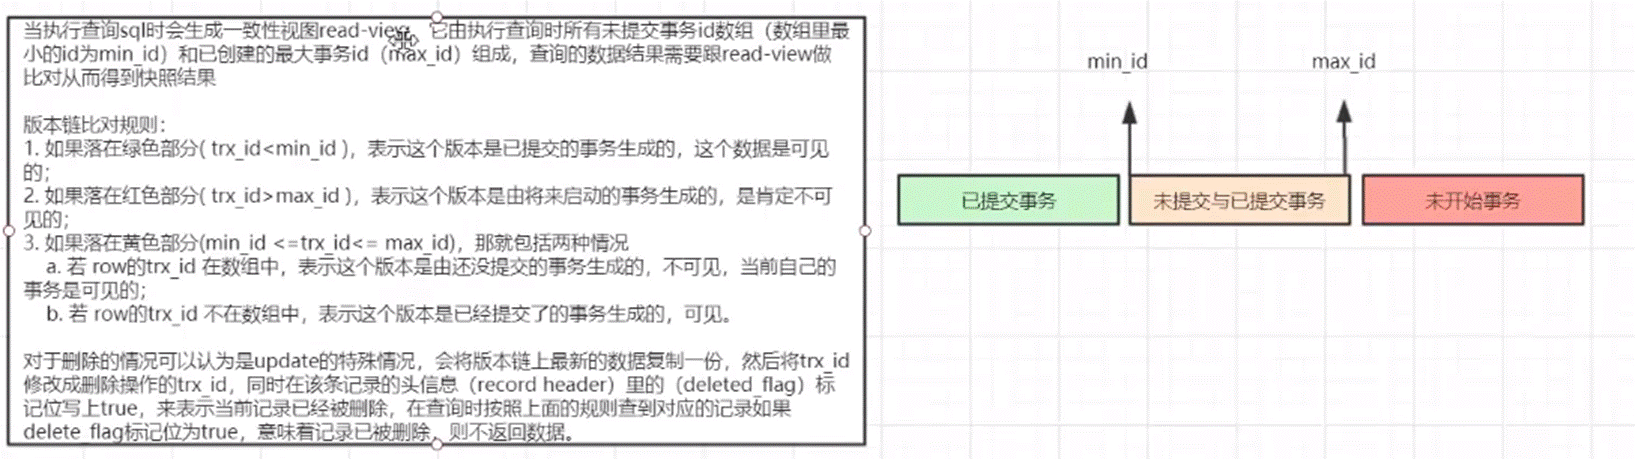 当执行查询sql时会生成一致性视图read-view，它由执行查询时所有未提交事务id数组（数组里最
小的id为min_id）和已创建的最大事务id（max_id）组成，查询的数据结果需要跟read-view做
比对从而得到快照结果
版本链比对规则：
1. 如果落在绿色部分( trx_id<min_id )，表示这个版本是已提交的事务生成的，这个数据是可见
的；
2. 如果落在红色部分( trx_id>max_id )，表示这个版本是由将来启动的事务生成的，是肯定不可
见的；
3. 如果落在黄色部分(min_id <=trx_id<= max_id)，那就包括两种情况
a. 若 row的trx_id 在数组中，表示这个版本是由还没提交的事务生成的，不可见，当前自己的
事务是可见的；
b. 若 row的trx_id 不在数组中，表示这个版本是已经提交了的事务生成的，可见。
对于删除的情况可以认为是update的特殊情况，会将版本链上最新的数据复制一份，然后将trx_id
修改成删除操作的trx_id，同时在该条记录的头信息（record header）里的（deleted_flag）标
记位写上true，来表示当前记录已经被删除，在查询时按照上面的规则查到对应的记录如果
delete_flag标记位为true，意味着记录已被删除，则不返回数据。
min_id
max_id
已提交事务
未提交与已提交事务
未开始事务